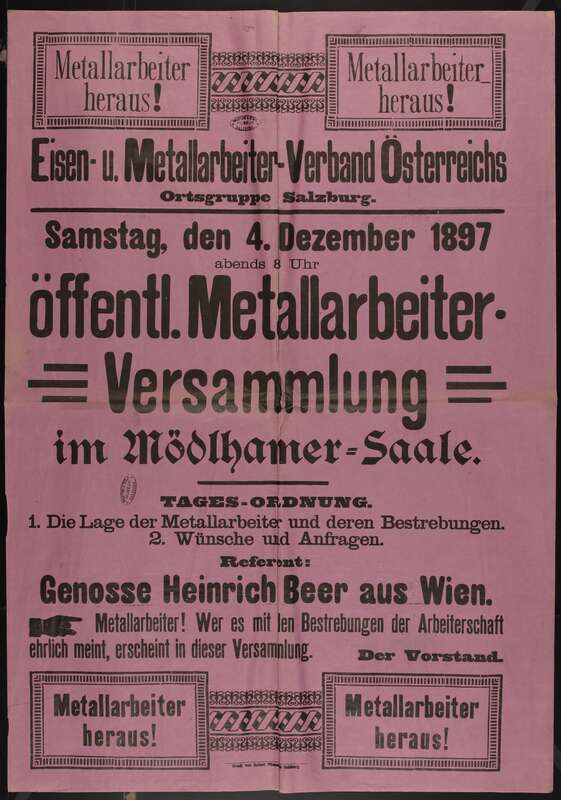 Metallarbeiter
heraus!
Metallarbeiter
heraus!
Eisen- u. Metallarbeiter-Verband Österreichs
Ortsgruppe Salzburg.
Samstag, den 4. Dezember 1897
abends 8 Uhr
öffentl. Metallarbeiter-
Versammlung
im Mödlhamer-Saale.
TAGES-ORDNUNG.
1. Die Lage der Metallarbeiter und deren Bestrebungen.
2. Wünsche und Anfragen.
Referent:
Genosse Heinrich Beer aus Wien.
Metallarbeiter! Wer es mit den Bestrebungen der Arbeiterschaft
ehrlich meint, erscheint in dieser Versammlung.
Der Vorstand.
Metallarbeiter
heraus!
Metallarbeiter
heraus!
Druck von